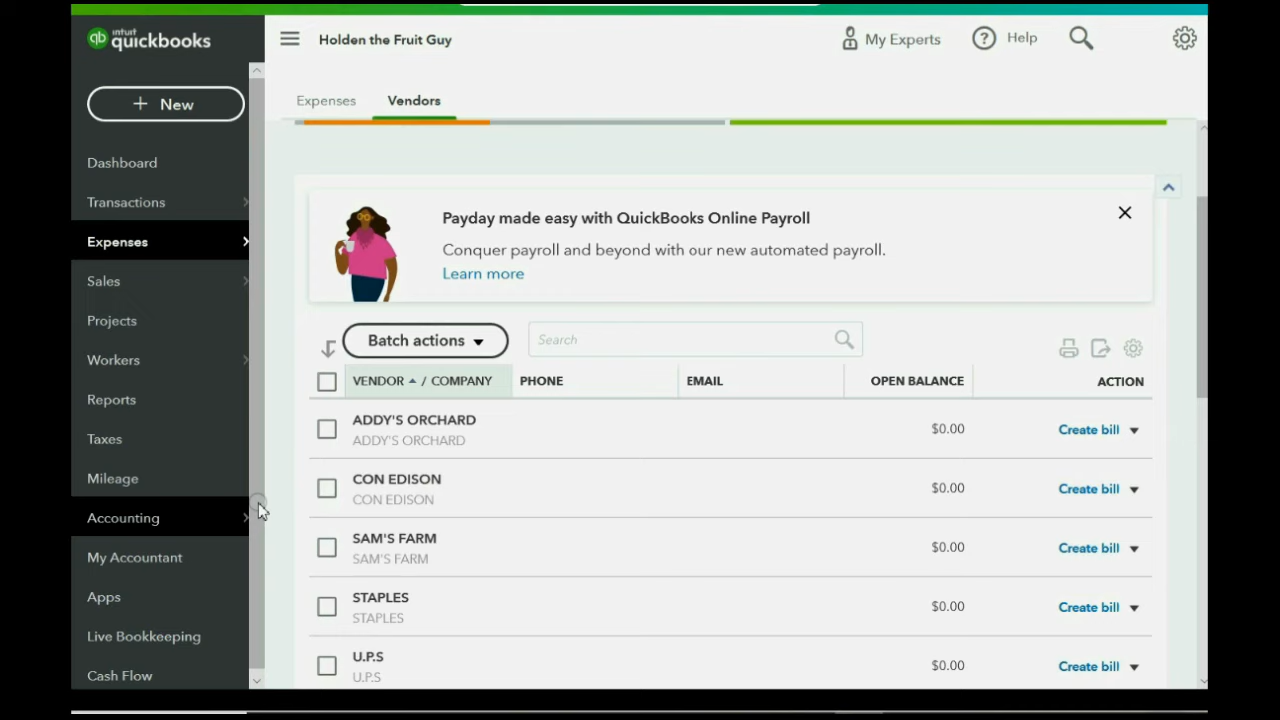 intuit
quickbooks
Holden the Fruit Guy
My Experts
Help
+ New
Expenses
Vendors
Dashboard
Transactions
Expenses
Sales
Projects
Workers
Reports
Taxes
Mileage
Accounting
My Accountant
Apps
Live Bookkeeping
Cash Flow
Payday made easy with QuickBooks Online Payroll
Conquer payroll and beyond with our new automated payroll.
Learn more
Batch actions
Search
VENDOR / COMPANY PHONE EMAIL OPEN BALANCE ACTION
ADDY'S ORCHARD $0.00 Create bill
ADDY'S ORCHARD
CON EDISON $0.00 Create bill
CON EDISON
SAM'S FARM $0.00 Create bill
SAM'S FARM
STAPLES $0.00 Create bill
STAPLES
U.P.S $0.00 Create bill
U.P.S